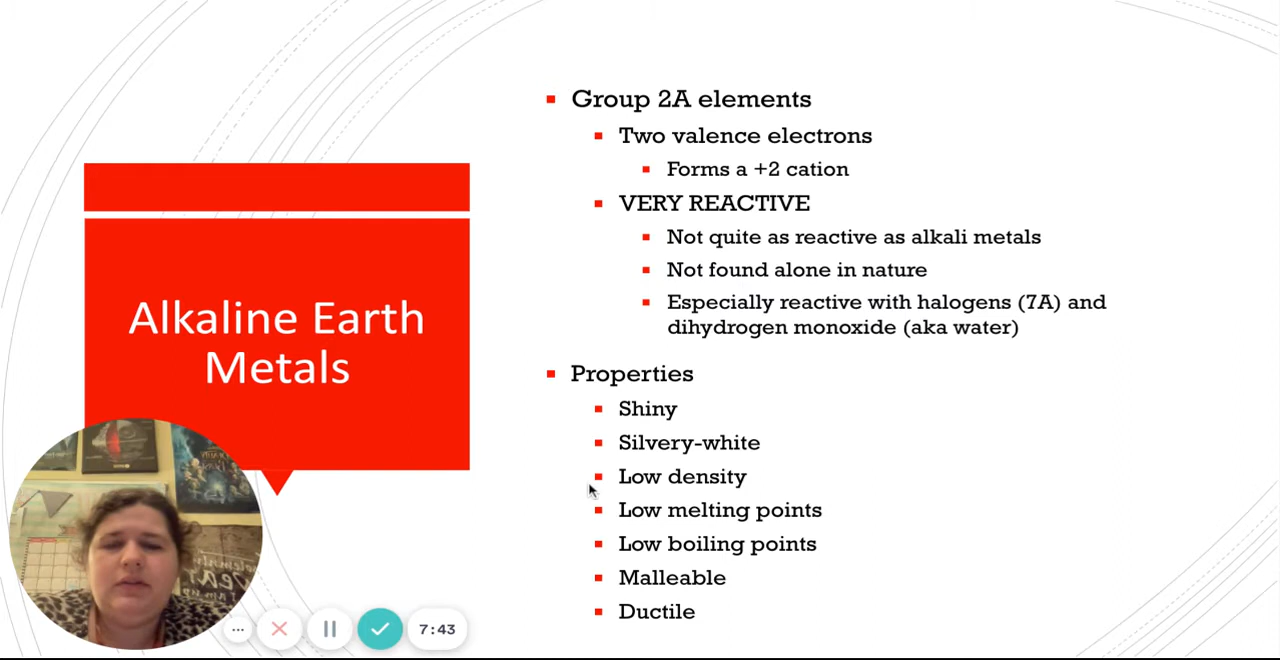 Alkaline Earth
Metals
Group 2A elements
Two valence electrons
Forms a +2 cation
VERY REACTIVE
Not quite as reactive as alkali metals
Not found alone in nature
Especially reactive with halogens (7A) and
dihydrogen monoxide (aka water)
Properties
Shiny
Silvery-white
Low density
Low melting points
Low boiling points
Malleable
Ductile
7:43